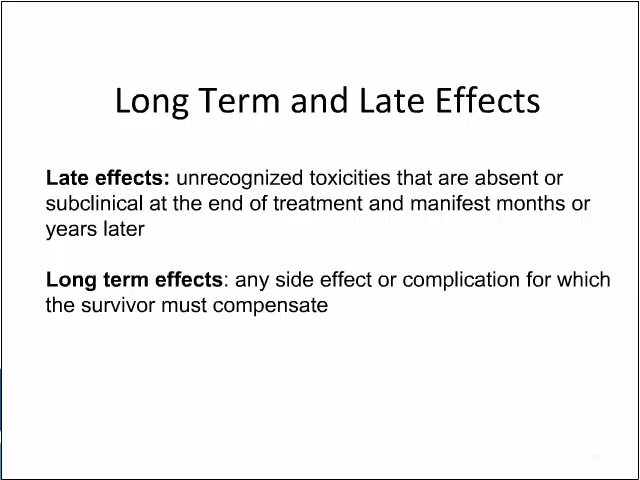 Long Term and Late Effects
Late effects: unrecognized toxicities that are absent or
subclinical at the end of treatment and manifest months or
years later
Long term effects: any side effect or complication for which
the survivor must compensate